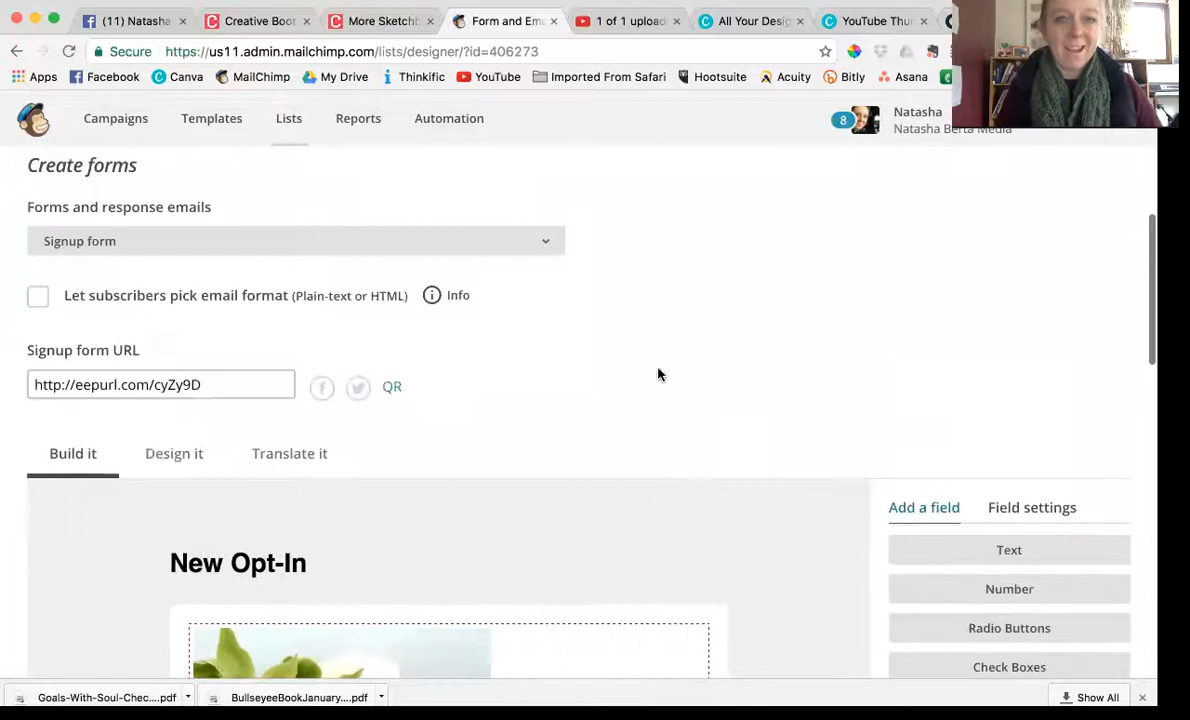 (11) Natasha
Creative Boo
More Sketchb
Form and Ema
1 of 1 upload
All Your Desig
YouTube Thu
Secure https://us11.admin.mailchimp.com/lists/designer/?id=406273
Apps Facebook Canva MailChimp My Drive Thinkific YouTube Imported From Safari Hootsuite Acuity Bitly Asana
Campaigns Templates Lists Reports Automation 8 Natasha
Natasha Berta Media
Create forms
Forms and response emails
Signup form
Let subscribers pick email format (Plain-text or HTML) Info
Signup form URL
http://eepurl.com/cyZy9D QR
Build it Design it Translate it
Add a field Field settings
Text
New Opt-In
Number
Radio Buttons
Check Boxes
Goals-With-Soul-Chec....pdf BullseyeeBookJanuary....pdf Show All